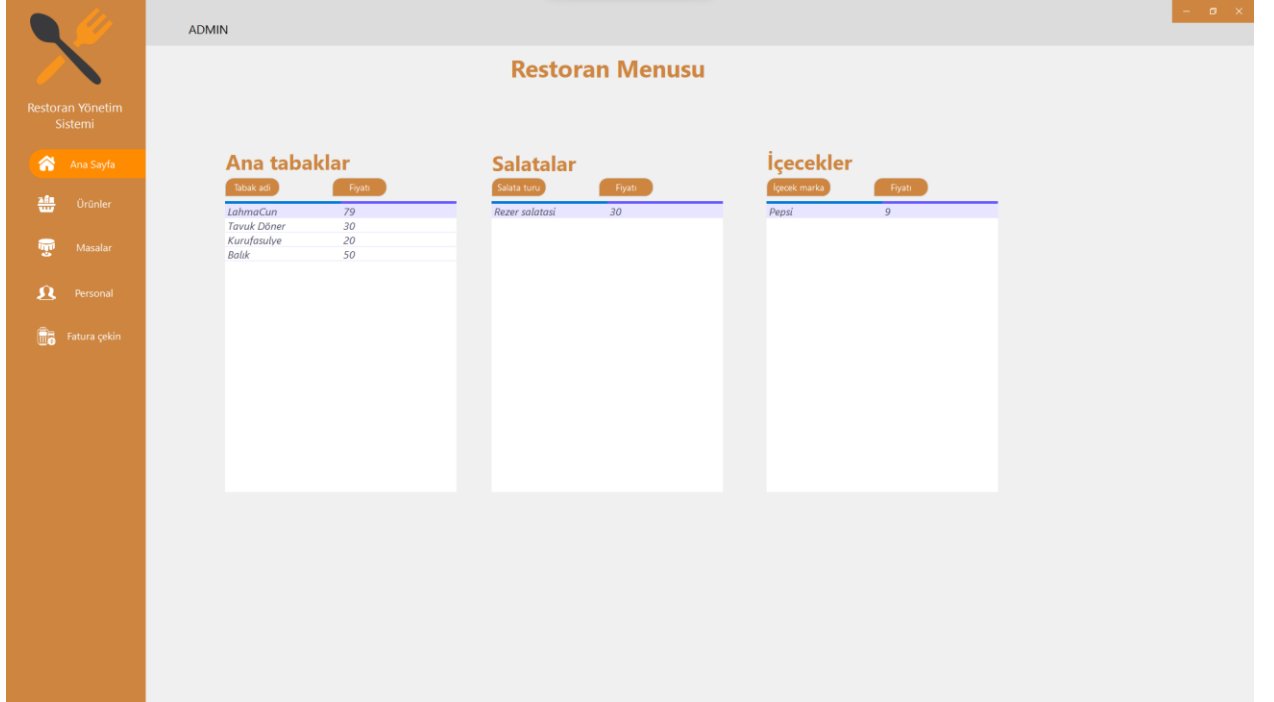 ADMIN
Restoran Yönetim
Sistemi
Ana Sayfa
Ürünler
Masalar
Personal
Fatura çekin
Restoran Menusu
Ana tabaklar
Tabak adi Fiyatı
LahmaCun 79
Tavuk Döner 30
Kurufasulye 20
Balık 50
Salatalar
Salata turu Fiyatı
Rezer salatasi 30
İçecekler
İçecek marka Fiyatı
Pepsi 9